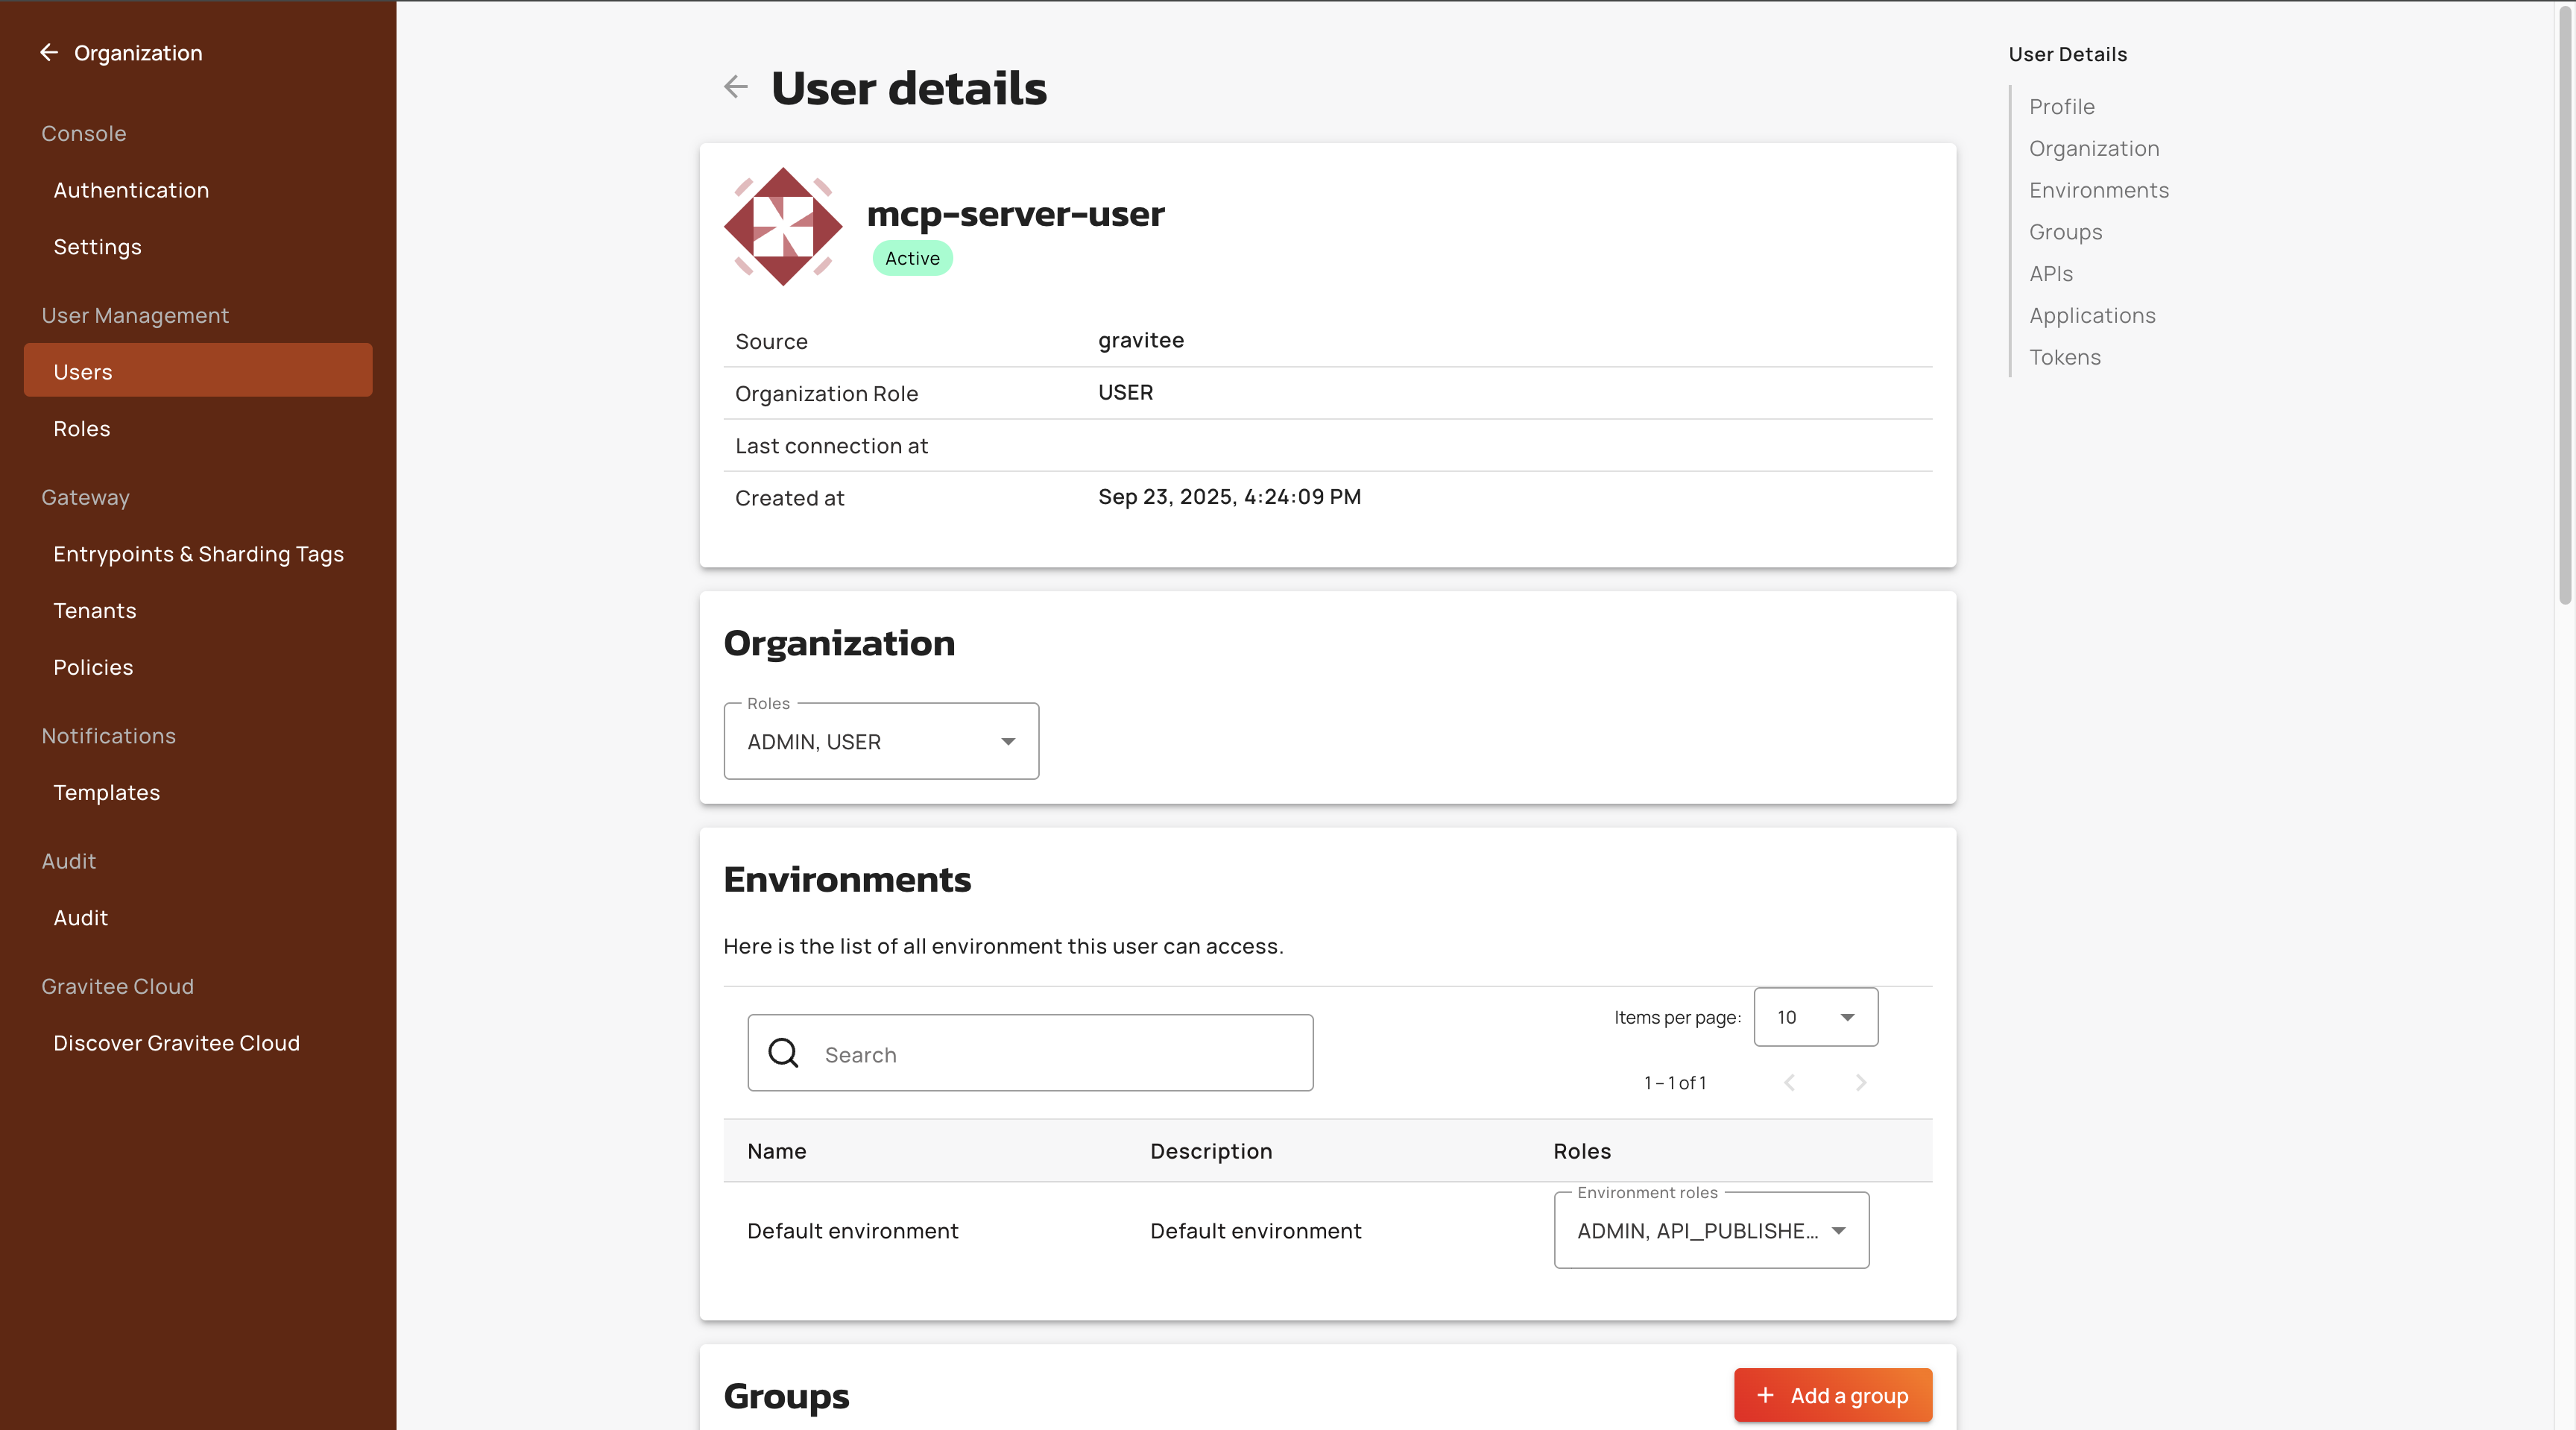 Organization
Console
Authentication
Settings
User Management
Users
Roles
Gateway
Entrypoints & Sharding Tags
Tenants
Policies
Notifications
Templates
Audit
Audit
Gravitee Cloud
Discover Gravitee Cloud
User details
mcp-server-user
Active
Source gravitee
Organization Role USER
Last connection at
Created at Sep 23, 2025, 4:24:09 PM
Organization
Roles
ADMIN, USER
Environments
Here is the list of all environment this user can access.
Search
Items per page: 10
1 – 1 of 1
Name Description Roles
Environment roles
Default environment Default environment ADMIN, API_PUBLISHE...
Groups
Add a group
User Details
Profile
Organization
Environments
Groups
APIs
Applications
Tokens